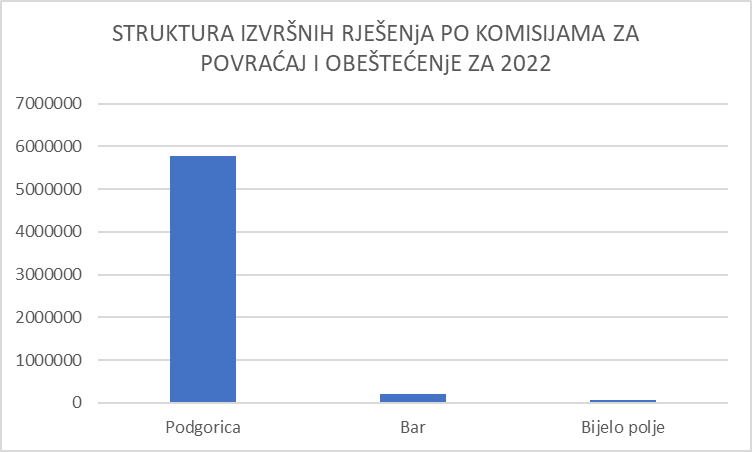 STRUKTURA IZVRŠNIH RJEŠENjA PO KOMISIJAMA ZA
POVRAĆAJ I OBEŠTEĆENjE ZA 2022
7000000
6000000
5000000
4000000
3000000
2000000
1000000
0
Podgorica Bar Bijelo polje